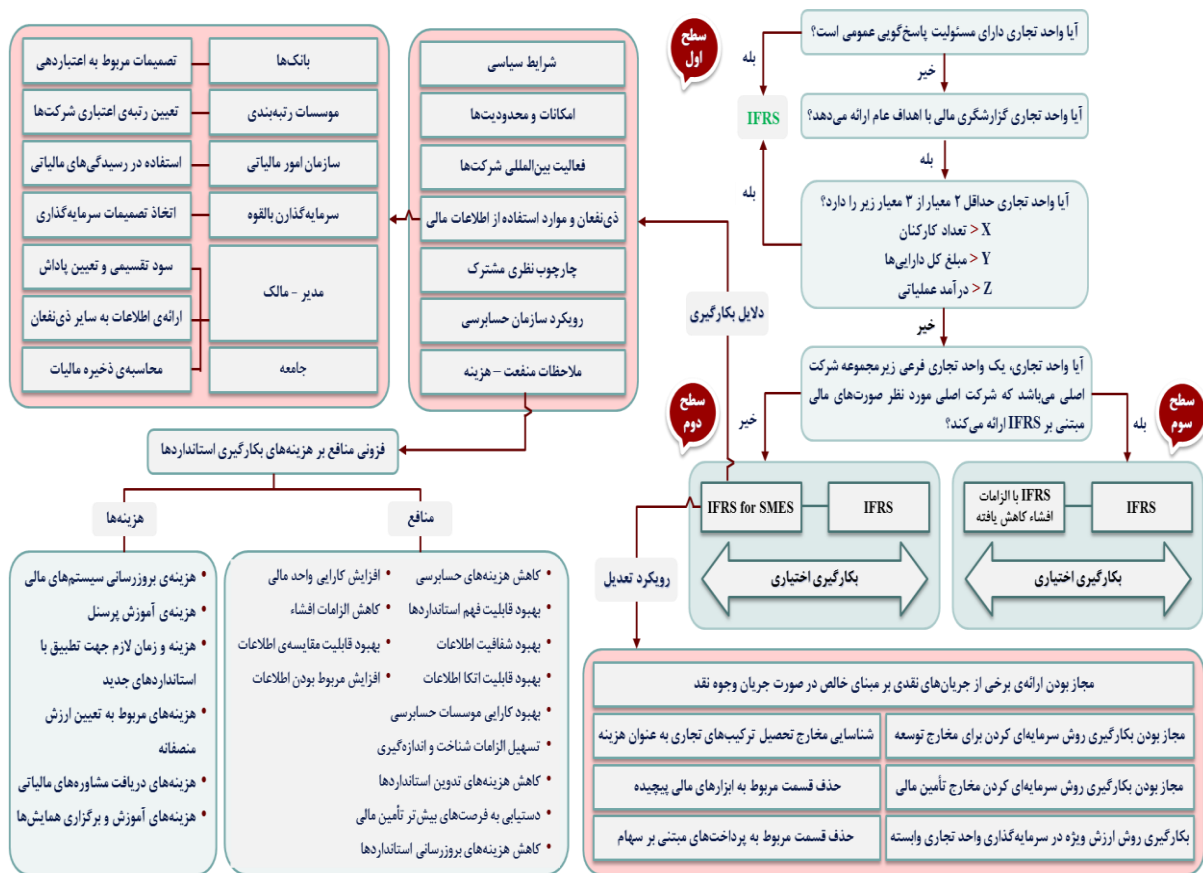 آیا واحد تجاری دارای مسئولیت پاسخ‌گویی عمومی است؟
سطح
اول
بله
خیر
IFRS
آیا واحد تجاری گزارشگری مالی با اهداف عام ارائه می‌دهد؟
بله
بله
آیا واحد تجاری حداقل ۲ معیار از ۳ معیار زیر را دارد؟
X < تعداد کارکنان
Y < مبلغ کل دارایی‌ها
Z < درآمد عملیاتی
خیر
آیا واحد تجاری، یک واحد تجاری فرعی زیرمجموعه شرکت
اصلی می‌باشد که شرکت اصلی مورد نظر صورت‌های مالی
مبتنی بر IFRS ارائه می‌کند؟
سطح
سوم
بله
سطح
دوم
خیر
IFRS
IFRS با الزامات
افشاء کاهش یافته
بکارگیری اختیاری
IFRS
IFRS for SMES
بکارگیری اختیاری
دلایل بکارگیری
رویکرد تعدیل
مجاز بودن ارائه‌ی برخی از جریان‌های نقدی بر مبنای خالص در صورت جریان وجوه نقد
مجاز بودن بکارگیری روش سرمایه‌ای کردن برای مخارج توسعه
شناسایی مخارج تحصیل ترکیب‌های تجاری به عنوان هزینه
مجاز بودن بکارگیری روش سرمایه‌ای کردن مخارج تأمین مالی
حذف قسمت مربوط به ابزارهای مالی پیچیده
بکارگیری روش ارزش ویژه در سرمایه‌گذاری واحد تجاری وابسته
حذف قسمت مربوط به پرداخت‌های مبتنی بر سهام
شرایط سیاسی
امکانات و محدودیت‌ها
فعالیت بین‌المللی شرکت‌ها
ذی‌نفعان و موارد استفاده از اطلاعات مالی
چارچوب نظری مشترک
رویکرد سازمان حسابرسی
ملاحظات منفعت – هزینه
بانک‌ها
تصمیمات مربوط به اعتباردهی
موسسات رتبه‌بندی
تعیین رتبه‌ی اعتباری شرکت‌ها
سازمان امور مالیاتی
استفاده در رسیدگی‌های مالیاتی
سرمایه‌گذارن بالقوه
اتخاذ تصمیمات سرمایه‌گذاری
مدیر - مالک
سود تقسیمی و تعیین پاداش
ارائه‌ی اطلاعات به سایر ذی‌نفعان
جامعه
محاسبه‌ی ذخیره مالیات
فزونی منافع بر هزینه‌های بکارگیری استانداردها
منافع
هزینه‌ها
• کاهش هزینه‌های حسابرسی
• بهبود قابلیت فهم استانداردها
• بهبود شفافیت اطلاعات
• بهبود قابلیت اتکا اطلاعات
• بهبود کارایی موسسات حسابرسی
• تسهیل الزامات شناخت و اندازه‌گیری
• کاهش هزینه‌های تدوین استانداردها
• دستیابی به فرصت‌های بیش‌تر تأمین مالی
• کاهش هزینه‌های بروزرسانی استانداردها
• افزایش کارایی واحد مالی
• کاهش الزامات افشاء
• بهبود قابلیت مقایسه‌ی اطلاعات
• افزایش مربوط بودن اطلاعات
• هزینه‌ی بروزرسانی سیستم‌های مالی
• هزینه‌ی آموزش پرسنل
• هزینه و زمان لازم جهت تطبیق با
استانداردهای جدید
• هزینه‌های مربوط به تعیین ارزش
منصفانه
• هزینه‌های دریافت مشاوره‌های مالیاتی
• هزینه‌های آموزش و برگزاری همایش‌ها